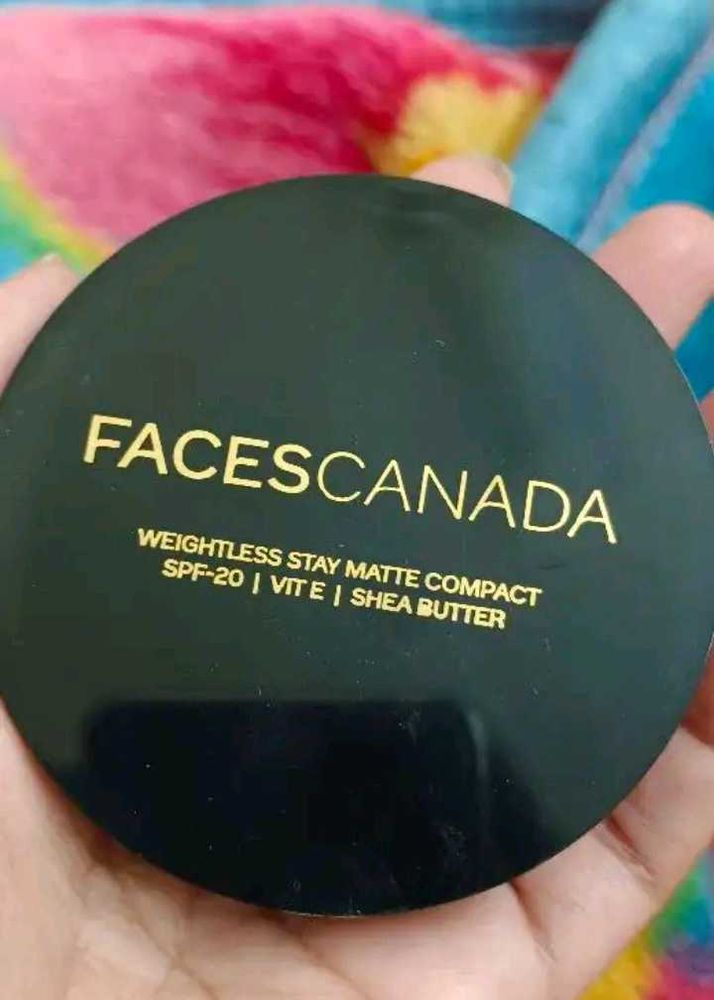 FACESCANADA
WEIGHTLESS STAY MATTE COMPACT
SPF-20 | VIT E | SHEA BUTTER